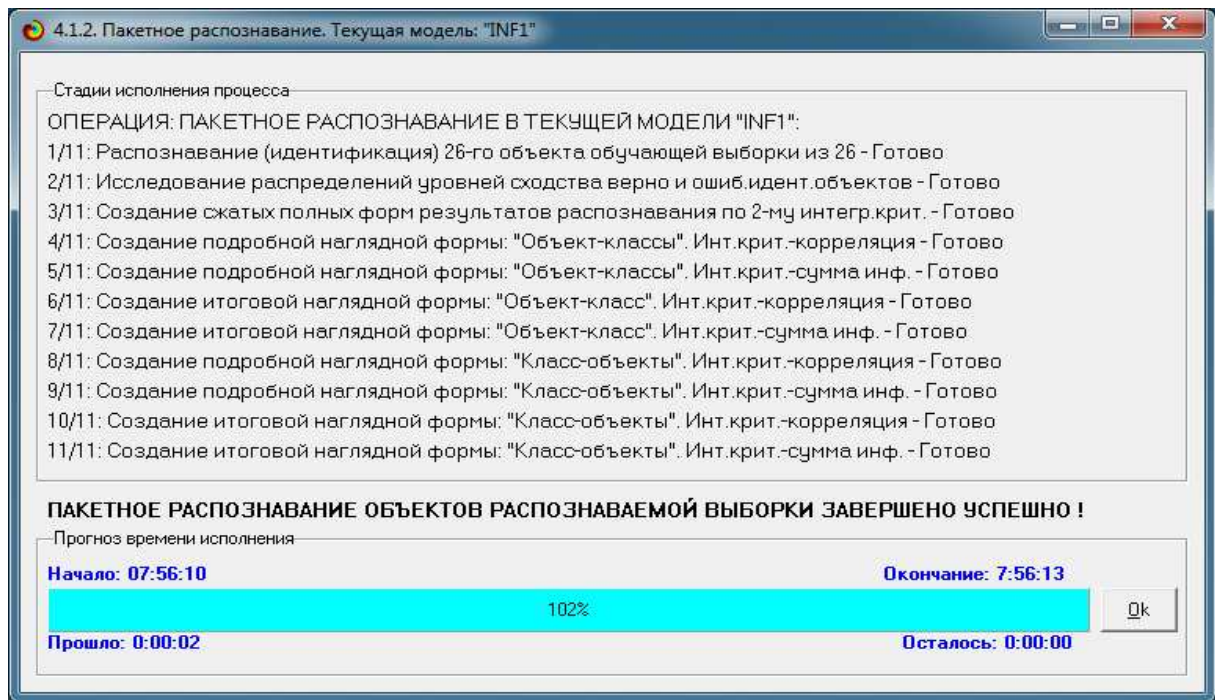 4.1.2. Пакетное распознавание. Текущая модель: "INF1"
Стадии исполнения процесса
ОПЕРАЦИЯ: ПАКЕТНОЕ РАСПОЗНАВАНИЕ В ТЕКУЩЕЙ МОДЕЛИ "INF1":
1/11: Распознавание (идентификация) 26-го объекта обучающей выборки из 26 - Готово
2/11: Исследование распределений уровней сходства верно и ошиб.идент.объектов - Готово
3/11: Создание сжатых полных форм результатов распознавания по 2-му интегр.крит. - Готово
4/11: Создание подробной наглядной формы: "Объект-классы". Инт.крит.-корреляция - Готово
5/11: Создание подробной наглядной формы: "Объект-классы". Инт.крит.-сумма инф. - Готово
6/11: Создание итоговой наглядной формы: "Объект-класс". Инт.крит.-корреляция - Готово
7/11: Создание итоговой наглядной формы: "Объект-класс". Инт.крит.-сумма инф. - Готово
8/11: Создание подробной наглядной формы: "Класс-объекты". Инт.крит.-корреляция - Готово
9/11: Создание подробной наглядной формы: "Класс-объекты". Инт.крит.-сумма инф. - Готово
10/11: Создание итоговой наглядной формы: "Класс-объекты". Инт.крит.-корреляция - Готово
11/11: Создание итоговой наглядной формы: "Класс-объекты". Инт.крит.-сумма инф. - Готово
ПАКЕТНОЕ РАСПОЗНАВАНИЕ ОБЪЕКТОВ РАСПОЗНАВАЕМОЙ ВЫБОРКИ ЗАВЕРШЕНО УСПЕШНО !
Прогноз времени исполнения
Начало: 07:56:10 Окончание: 7:56:13
102% Ok
Прошло: 0:00:02 Осталось: 0:00:00